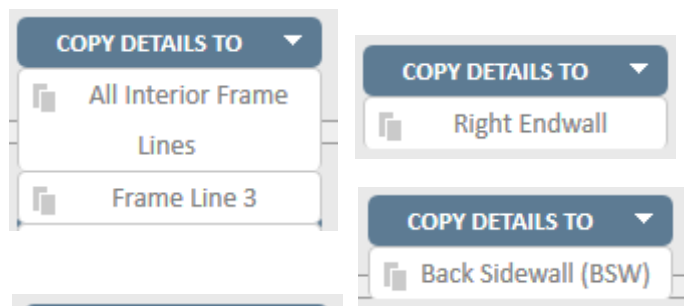 COPY DETAILS TO
All Interior Frame
Lines
Frame Line 3
COPY DETAILS TO
Right Endwall
COPY DETAILS TO
Back Sidewall (BSW)